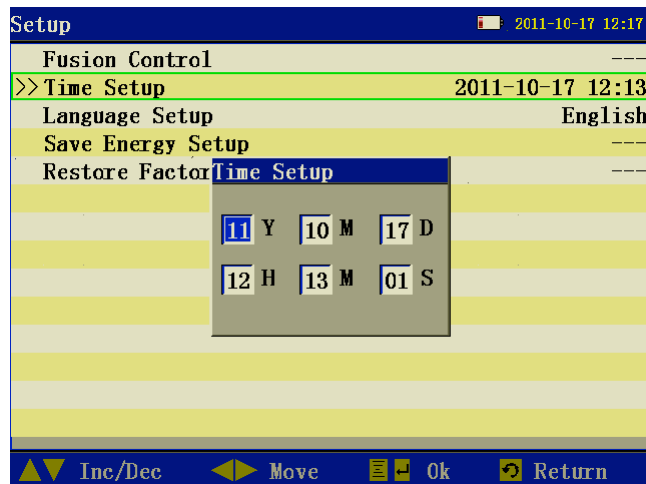 Setup 2011-10-17 12:17
Fusion Control ---
>> Time Setup 2011-10-17 12:13
Language Setup English
Save Energy Setup ---
Restore Factor ---
Time Setup
11 Y 10 M 17 D
12 H 13 M 01 S
Inc/Dec Move Ok Return